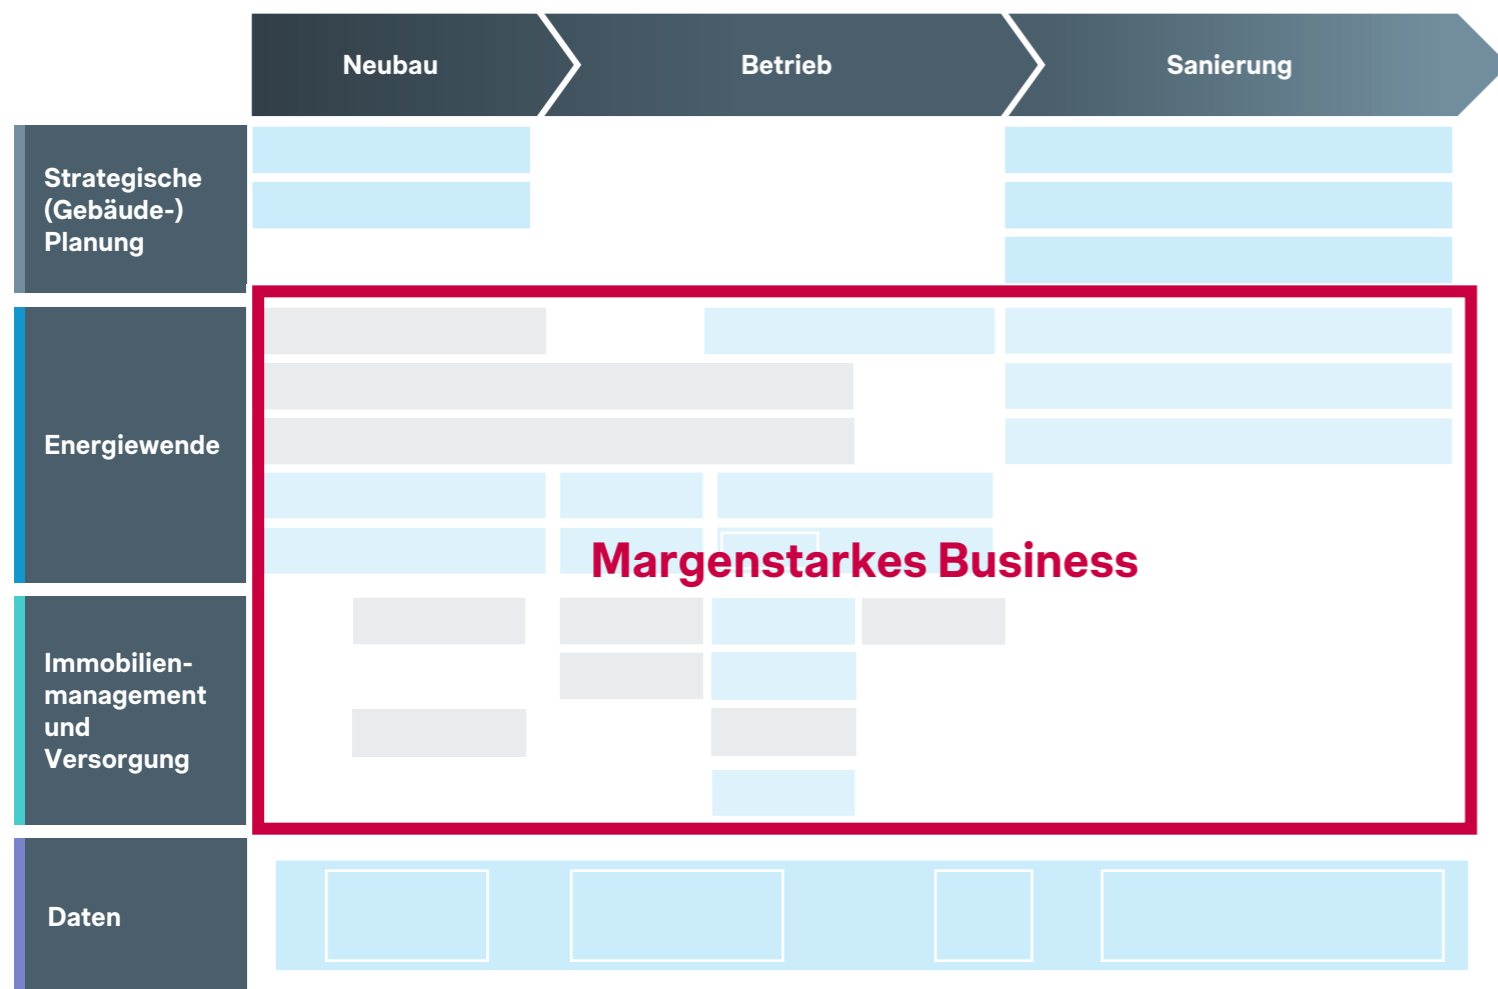 Neubau
Betrieb
Sanierung
Strategische
(Gebäude-)
Planung
Energiewende
Margenstarkes Business
Immobilien-
management
und
Versorgung
Daten